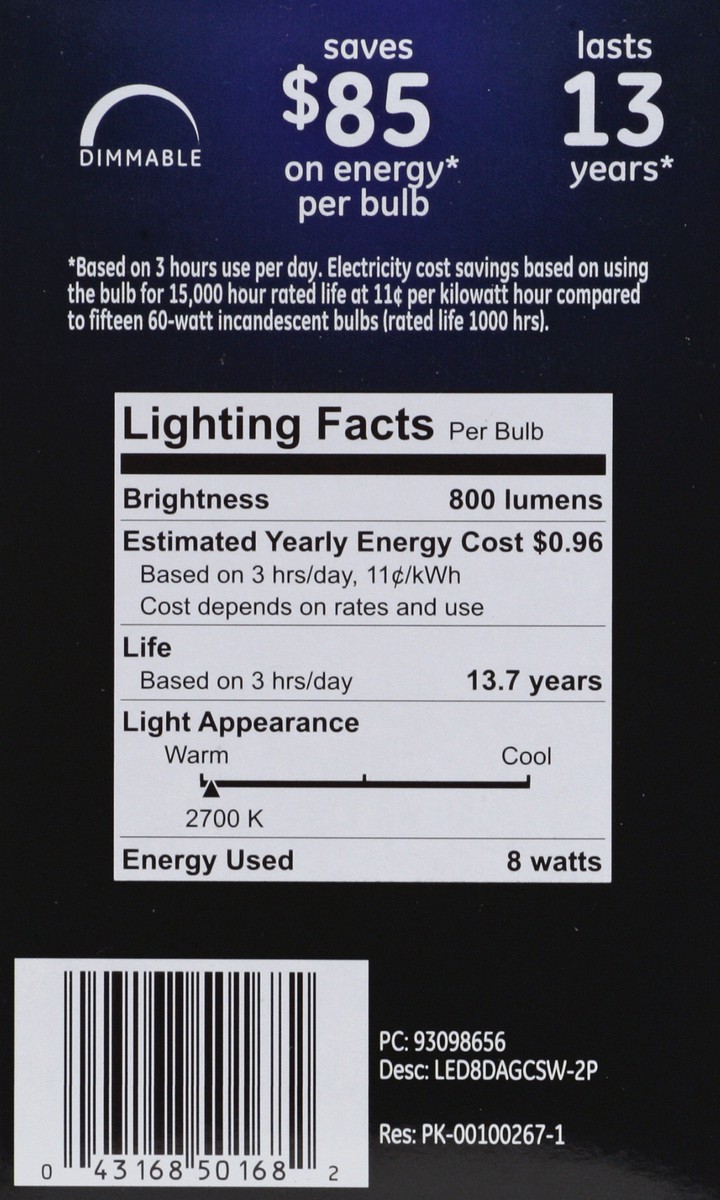 saves
$85
on energy*
per bulb
lasts
13
years*
DIMMABLE
*Based on 3 hours use per day. Electricity cost savings based on using
the bulb for 15,000 hour rated life at 11¢ per kilowatt hour compared
to fifteen 60-watt incandescent bulbs (rated life 1000 hrs).
Lighting Facts Per Bulb
Brightness 800 lumens
Estimated Yearly Energy Cost $0.96
Based on 3 hrs/day, 11¢/kWh
Cost depends on rates and use
Life
Based on 3 hrs/day 13.7 years
Light Appearance
Warm Cool
2700 K
Energy Used 8 watts
PC: 93098656
Desc: LED8DAGCSW-2P
Res: PK-00100267-1
0 43168 50168 2